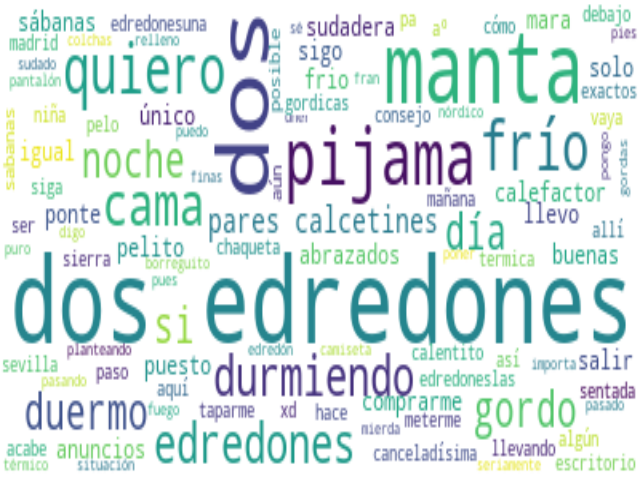 sábanas edredonesuna
madrid colchas relleno
sudado
pantalón
quiero
dos
posible
sé sudadera pa aº cómo mara debajo
pies
sigo
frio fran
gordicas
manta
solo
exactos
sabanas
niña
pelo
único
puedo
consejo nórdico
vaya
igual noche finas
aún
pijama
frío
pongo
gordas
siga
ponte cama
mañana
calefactor
ser
digo
pares calcetines
día
llevo
allí
puro
sierra
pelito
borreguito
chaqueta
abrazados
poner
termica
buenas
pues
dos edredones
si
planteando
edredón camiseta calentito así importa salir
sevilla
pasando
paso
puesto
aquí
durmiendo
edredoneslas
sentada
duermo
fuego
taparme xd hace
comprarme
meterme
gordo
pasado
mierda
acabe anuncios
térmico situación
edredones
canceladísima
llevando
algún
seriamente
escritorio